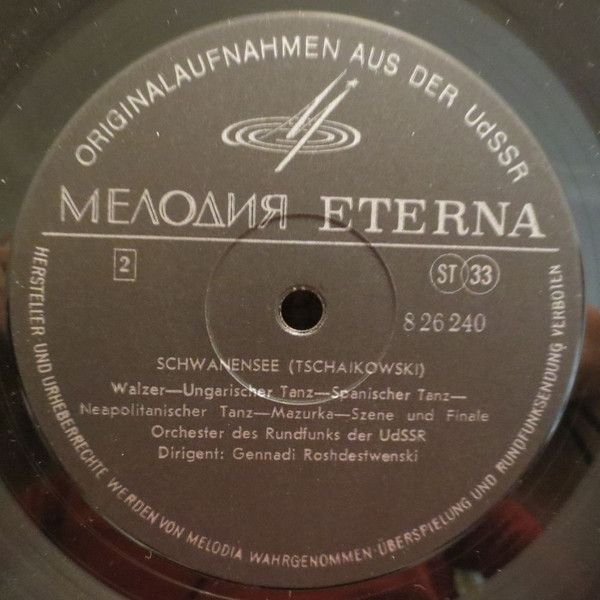 ORIGINALAUFNAHMEN AUS DER UdSSR
МЕЛОДИЯ ETERNA
2
ST 33
8 26 240
SCHWANENSEE (TSCHAIKOWSKI)
Walzer—Ungarischer Tanz—Spanischer Tanz—
Neapolitanischer Tanz—Mazurka—Szene und Finale
Orchester des Rundfunks der UdSSR
Dirigent: Gennadi Roshdestwenski
HERSTELLER UND URHEBERRECHTE WERDEN VON MELODIA WAHRGENOMMEN·ÜBERSPIELUNG UND RUNDFUNKSENDUNG VERBOTEN